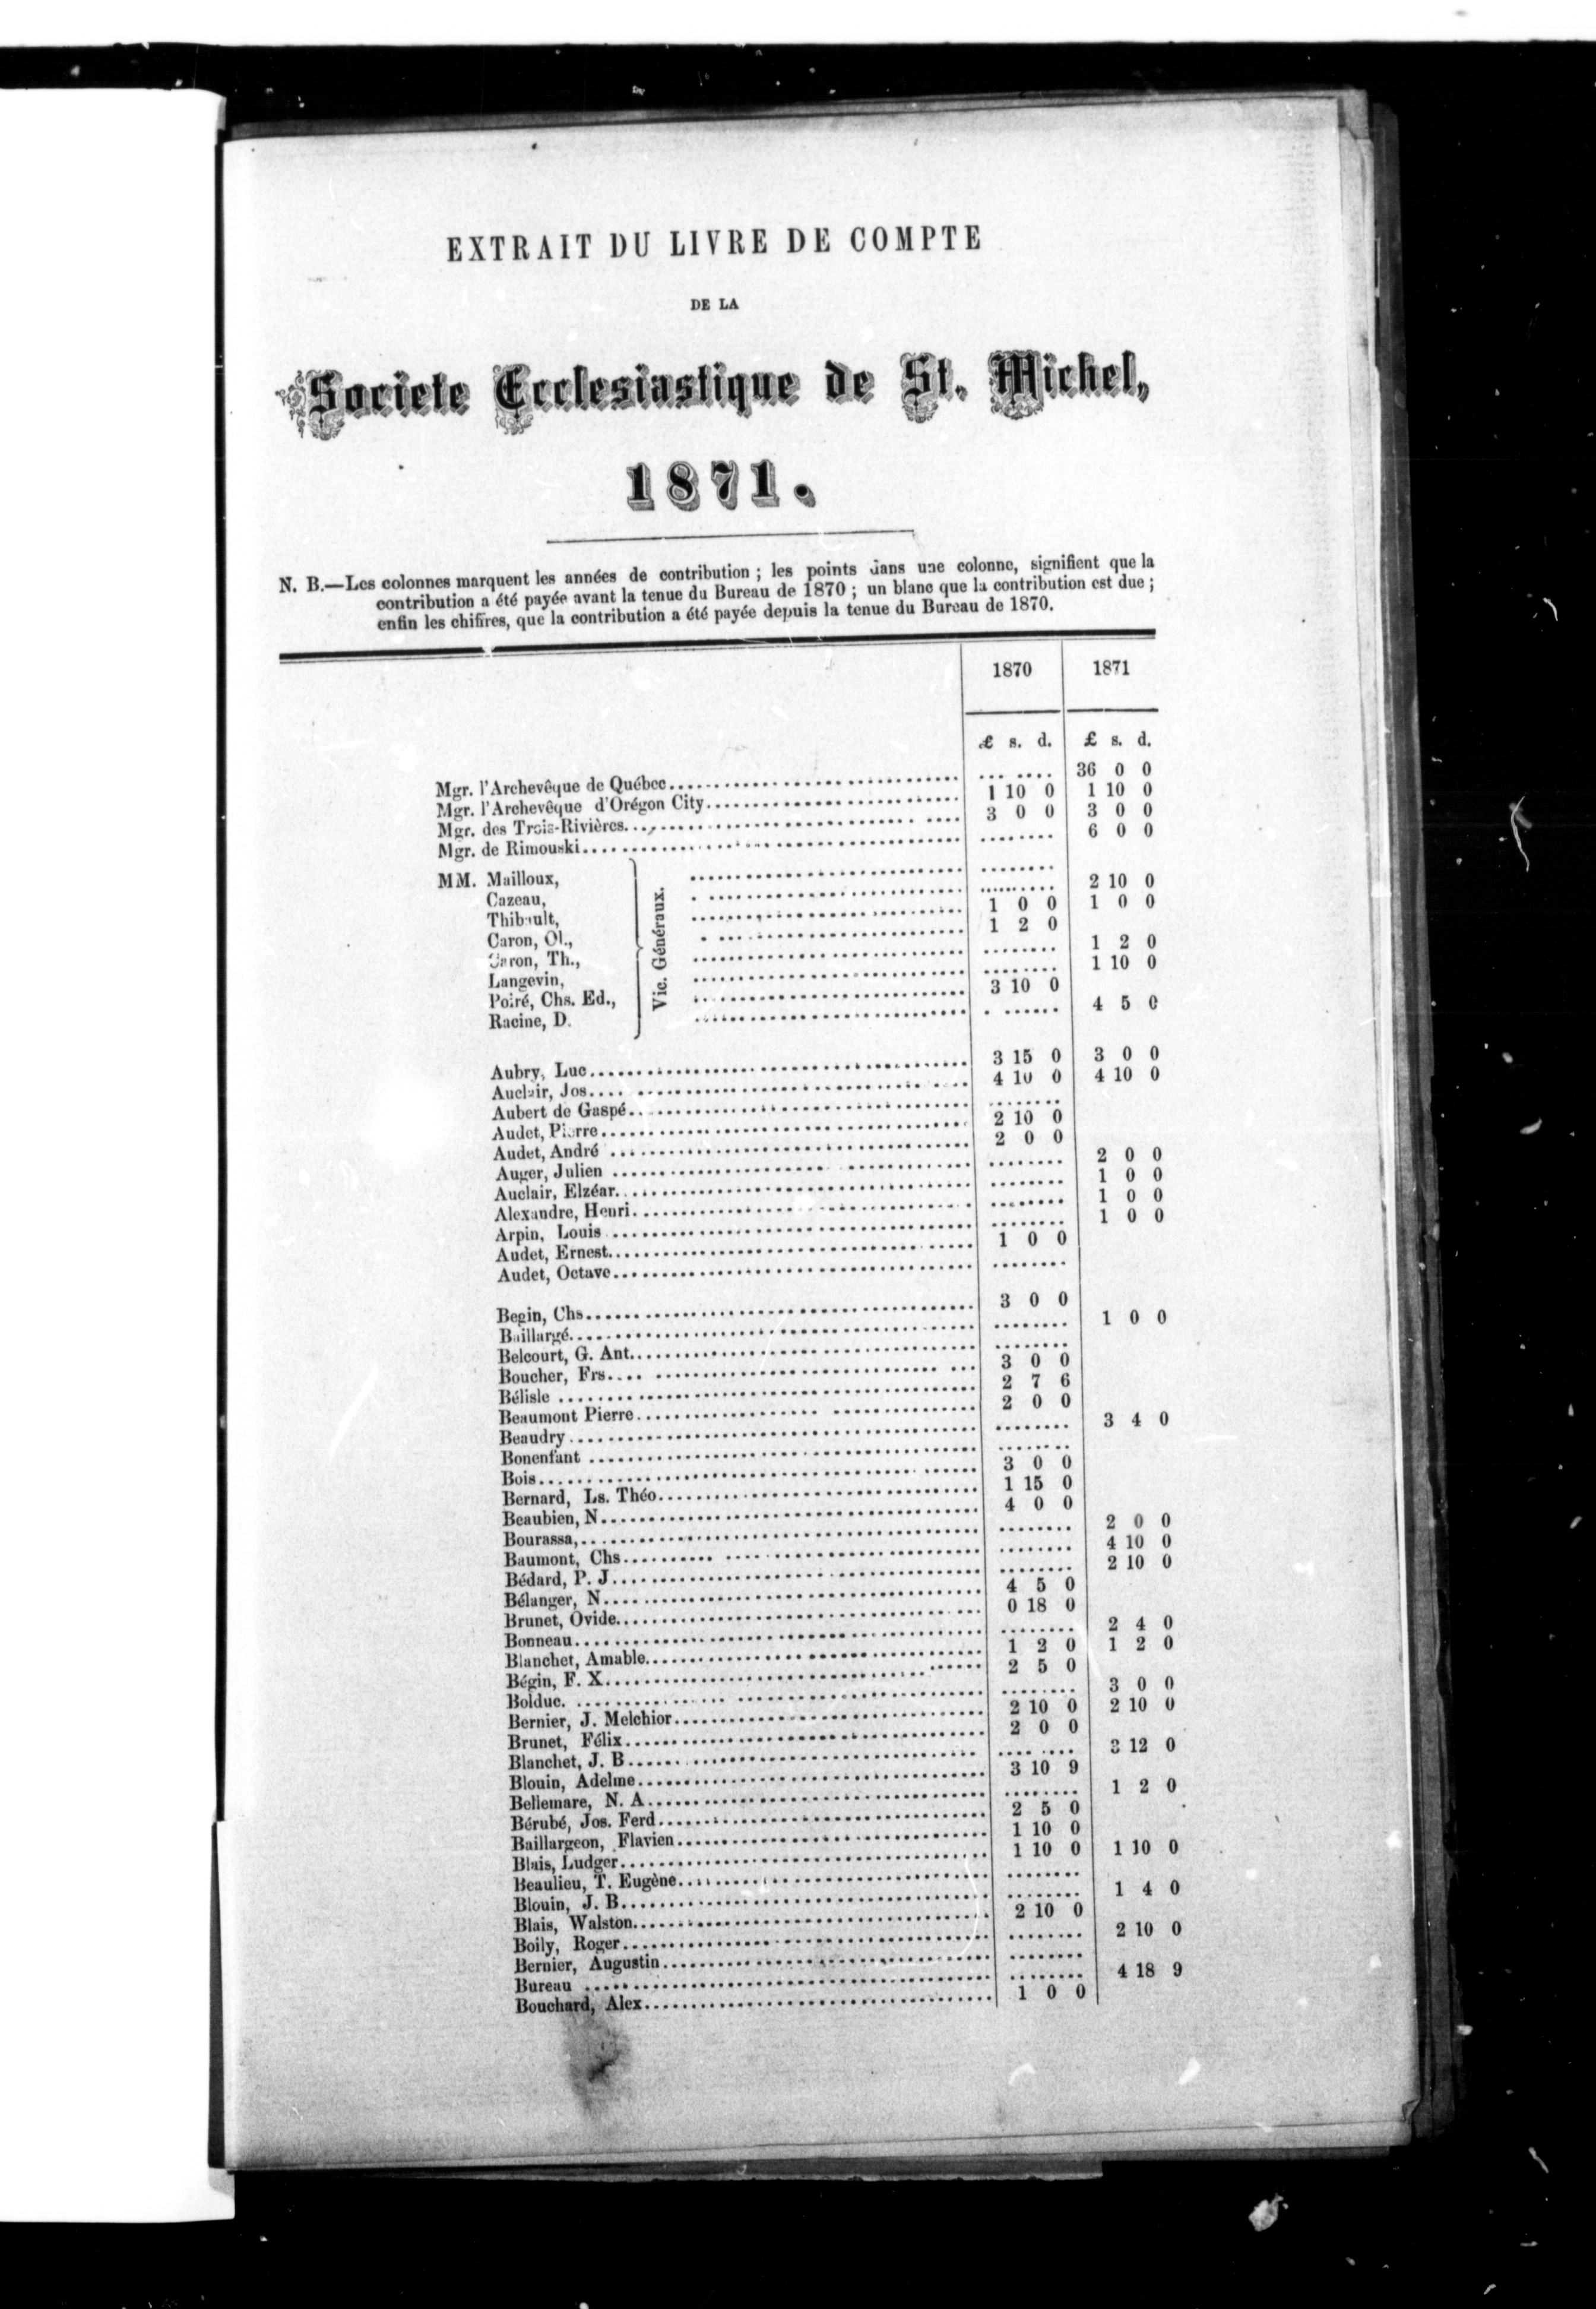 EXTRAIT DU LIVRE DE COMPTE
DE LA
Societe Ecclesiastique de St. Michel,
1871.
N. B.—Les colonnes marquent les années de contribution ; les points dans une colonne, signifient que la
contribution a été payée avant la tenue du Bureau de 1870 ; un blanc que la contribution est due ;
enfin les chiffres, que la contribution a été payée depuis la tenue du Bureau de 1870.
1870 1871
£ s. d. £ s. d.
Mgr. l'Archevêque de Québec........ ........ 36 0 0
Mgr. l'Archevêque d'Orégon City........ 1 10 0 1 10 0
Mgr. des Trois-Rivières........ 3 0 0 3 0 0
Mgr. de Rimouski........ ........ 6 0 0
Vic. Généraux.
MM. Mailloux, ........ ........
Cazeau, ........ ........ 2 10 0
Thibault, ........ 1 0 0 1 0 0
Caron, Ol., ........ 1 2 0
Caron, Th., ........ ........ 1 2 0
Langevin, ........ ........ 1 10 0
Poiré, Chs. Ed., ........ 3 10 0
Racine, D. ........ ........ 4 5 0
Aubry, Luc........ 3 15 0 3 0 0
Auclair, Jos........ 4 10 0 4 10 0
Aubert de Gaspé........ ........
Audet, Pierre........ 2 10 0
Audet, André ........ 2 0 0
Auger, Julien ........ ........ 2 0 0
Auclair, Elzéar........ ........ 1 0 0
Alexandre, Henri........ ........ 1 0 0
Arpin, Louis ........ ........ 1 0 0
Audet, Ernest........ 1 0 0
Audet, Octave........ ........
Begin, Chs........ 3 0 0
Baillargé........ ........ 1 0 0
Belcourt, G. Ant........ ........
Boucher, Frs........ 3 0 0
Bélisle ........ 2 7 6
Beaumont Pierre........ 2 0 0
Beaudry........ ........ 3 4 0
Bonenfant ........ ........
Bois........ 3 0 0
Bernard, Ls. Théo........ 1 15 0
Beaubien, N........ 4 0 0
Bourassa,........ ........ 2 0 0
Baumont, Chs........ ........ 4 10 0
Bédard, P. J........ ........ 2 10 0
Bélanger, N........ 4 5 0
Brunet, Ovide........ 0 18 0
Bonneau........ ........ 2 4 0
Blanchet, Amable........ 1 2 0 1 2 0
Bégin, F. X........ 2 5 0
Bolduc. ........ ........ 3 0 0
Bernier, J. Melchior........ 2 10 0 2 10 0
Brunet, Félix........ 2 0 0
Blanchet, J. B........ ........ 3 12 0
Blouin, Adelme........ 3 10 9
Bellemare, N. A........ ........ 1 2 0
Bérubé, Jos. Ferd........ 2 5 0
Baillargeon, Flavien........ 1 10 0
Blais, Ludger........ 1 10 0 1 10 0
Beaulieu, T. Eugène........ ........
Blouin, J. B........ ........ 1 4 0
Blais, Walston........ 2 10 0
Boily, Roger........ ........ 2 10 0
Bernier, Augustin........ ........
Bureau ........ ........ 4 18 9
Bouchard, Alex........ 1 0 0